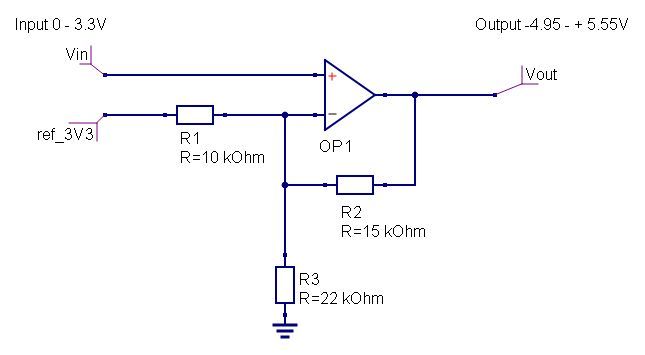 Input 0 - 3.3V
Output -4.95 - + 5.55V
Vin
+
Vout
ref_3V3
−
R1
R=10 kOhm
OP1
R2
R=15 kOhm
R3
R=22 kOhm